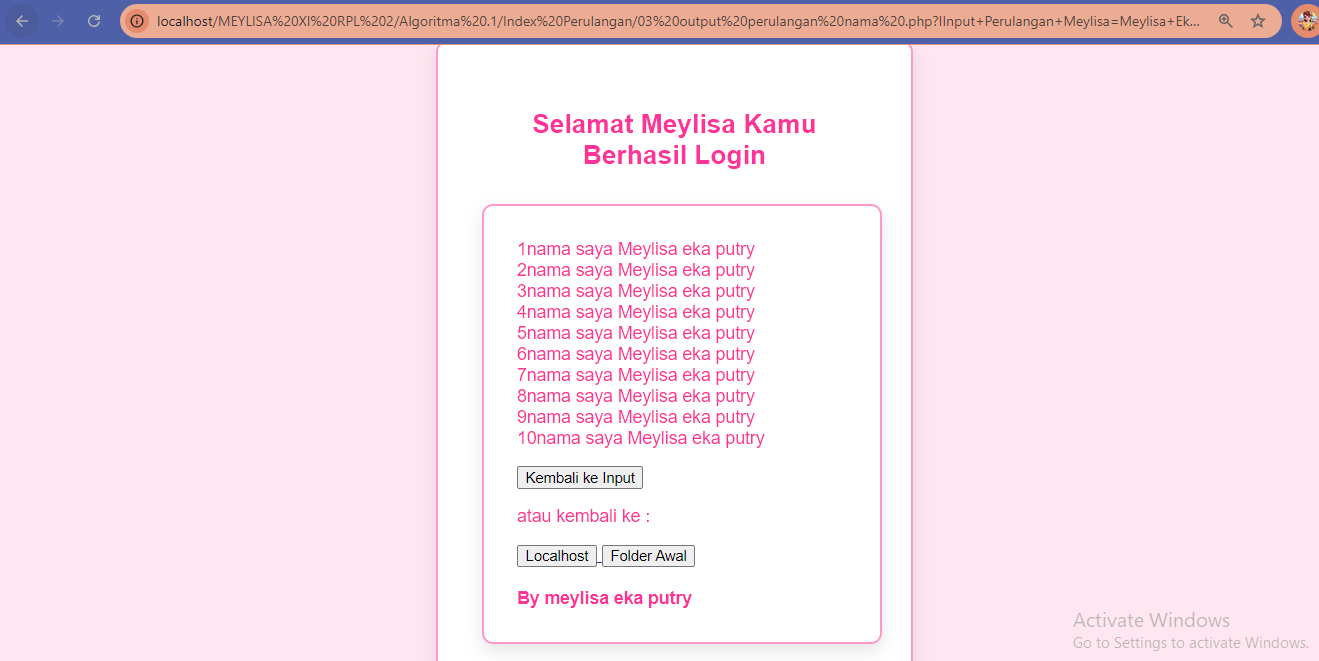 localhost/MEYLISA%20XI%20RPL%202/Algoritma%20.1/Index%20Perulangan/03%20output%20perulangan%20nama%20.php?IInput+Perulangan+Meylisa=Meylisa+Ek...
Selamat Meylisa Kamu
Berhasil Login
1nama saya Meylisa eka putry
2nama saya Meylisa eka putry
3nama saya Meylisa eka putry
4nama saya Meylisa eka putry
5nama saya Meylisa eka putry
6nama saya Meylisa eka putry
7nama saya Meylisa eka putry
8nama saya Meylisa eka putry
9nama saya Meylisa eka putry
10nama saya Meylisa eka putry
Kembali ke Input
atau kembali ke :
Localhost Folder Awal
By meylisa eka putry
Activate Windows
Go to Settings to activate Windows.